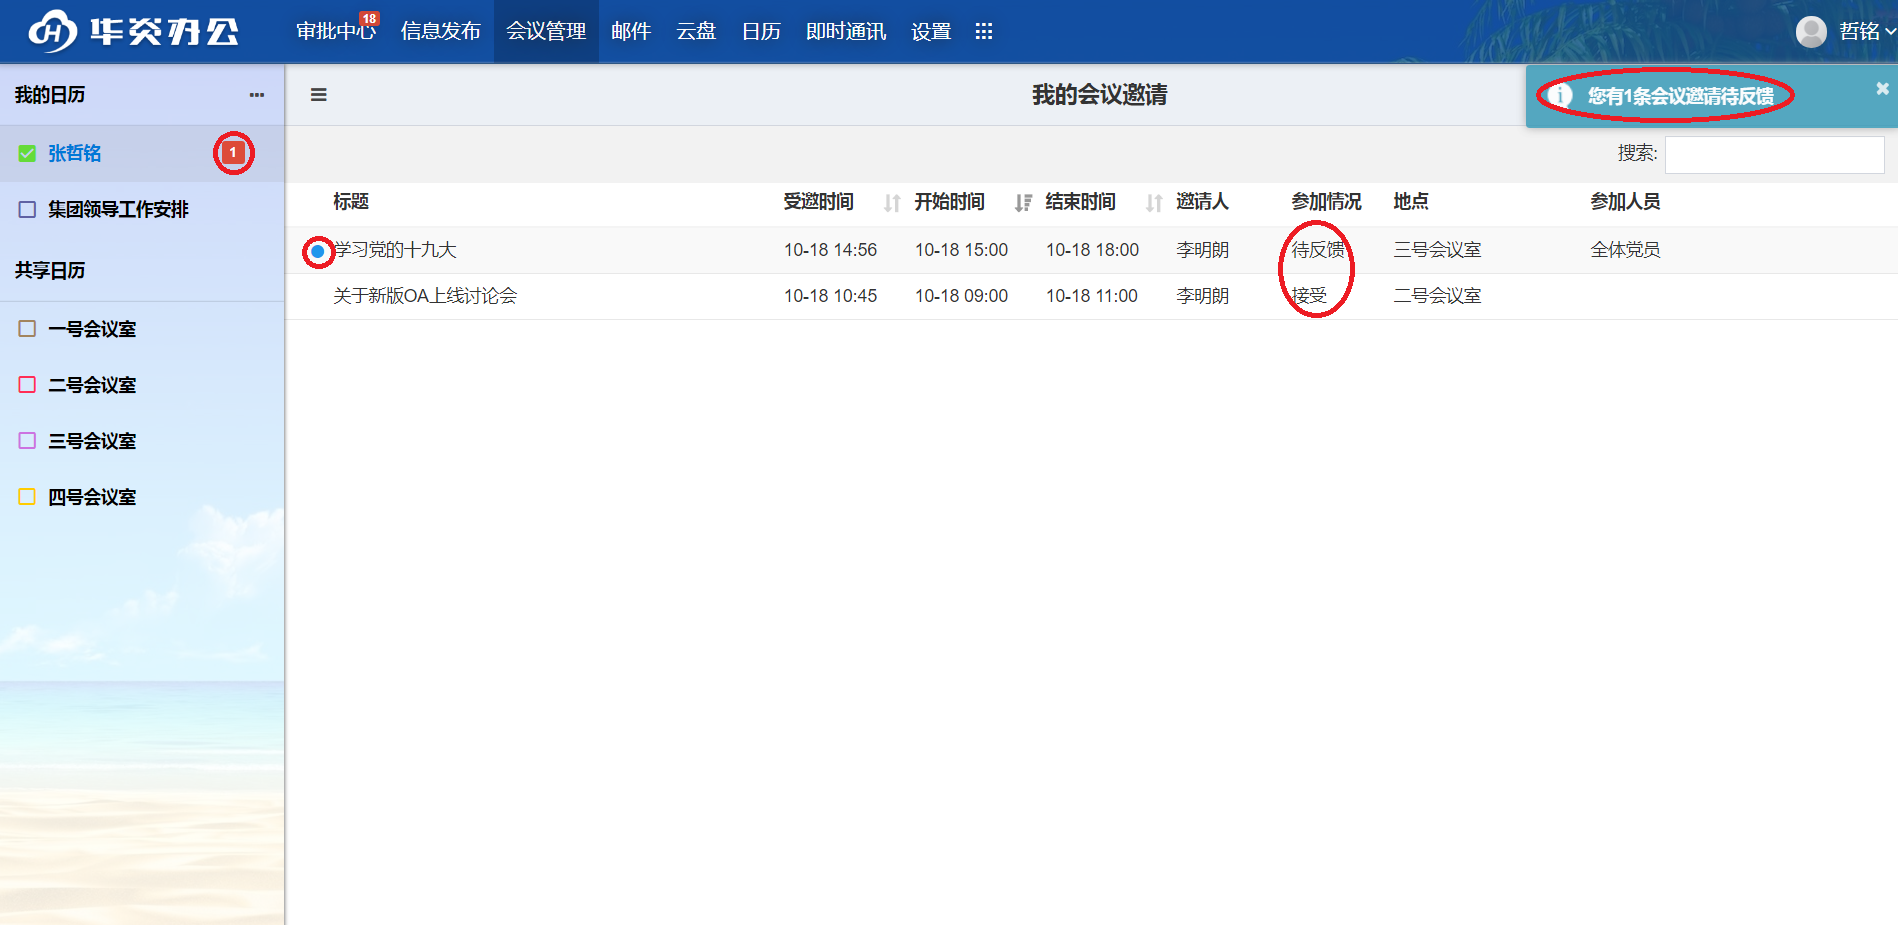 华炎办公 审批中心 18 信息发布 会议管理 邮件 云盘 日历 即时通讯 设置 哲铭
我的日历
我的会议邀请
您有1条会议邀请待反馈
张哲铭 1
搜索:
集团领导工作安排
共享日历
一号会议室
二号会议室
三号会议室
四号会议室
标题 受邀时间 开始时间 结束时间 邀请人 参加情况 地点 参加人员
学习党的十九大 10-18 14:56 10-18 15:00 10-18 18:00 李明朗 待反馈 三号会议室 全体党员
关于新版OA上线讨论会 10-18 10:45 10-18 09:00 10-18 11:00 李明朗 接受 二号会议室